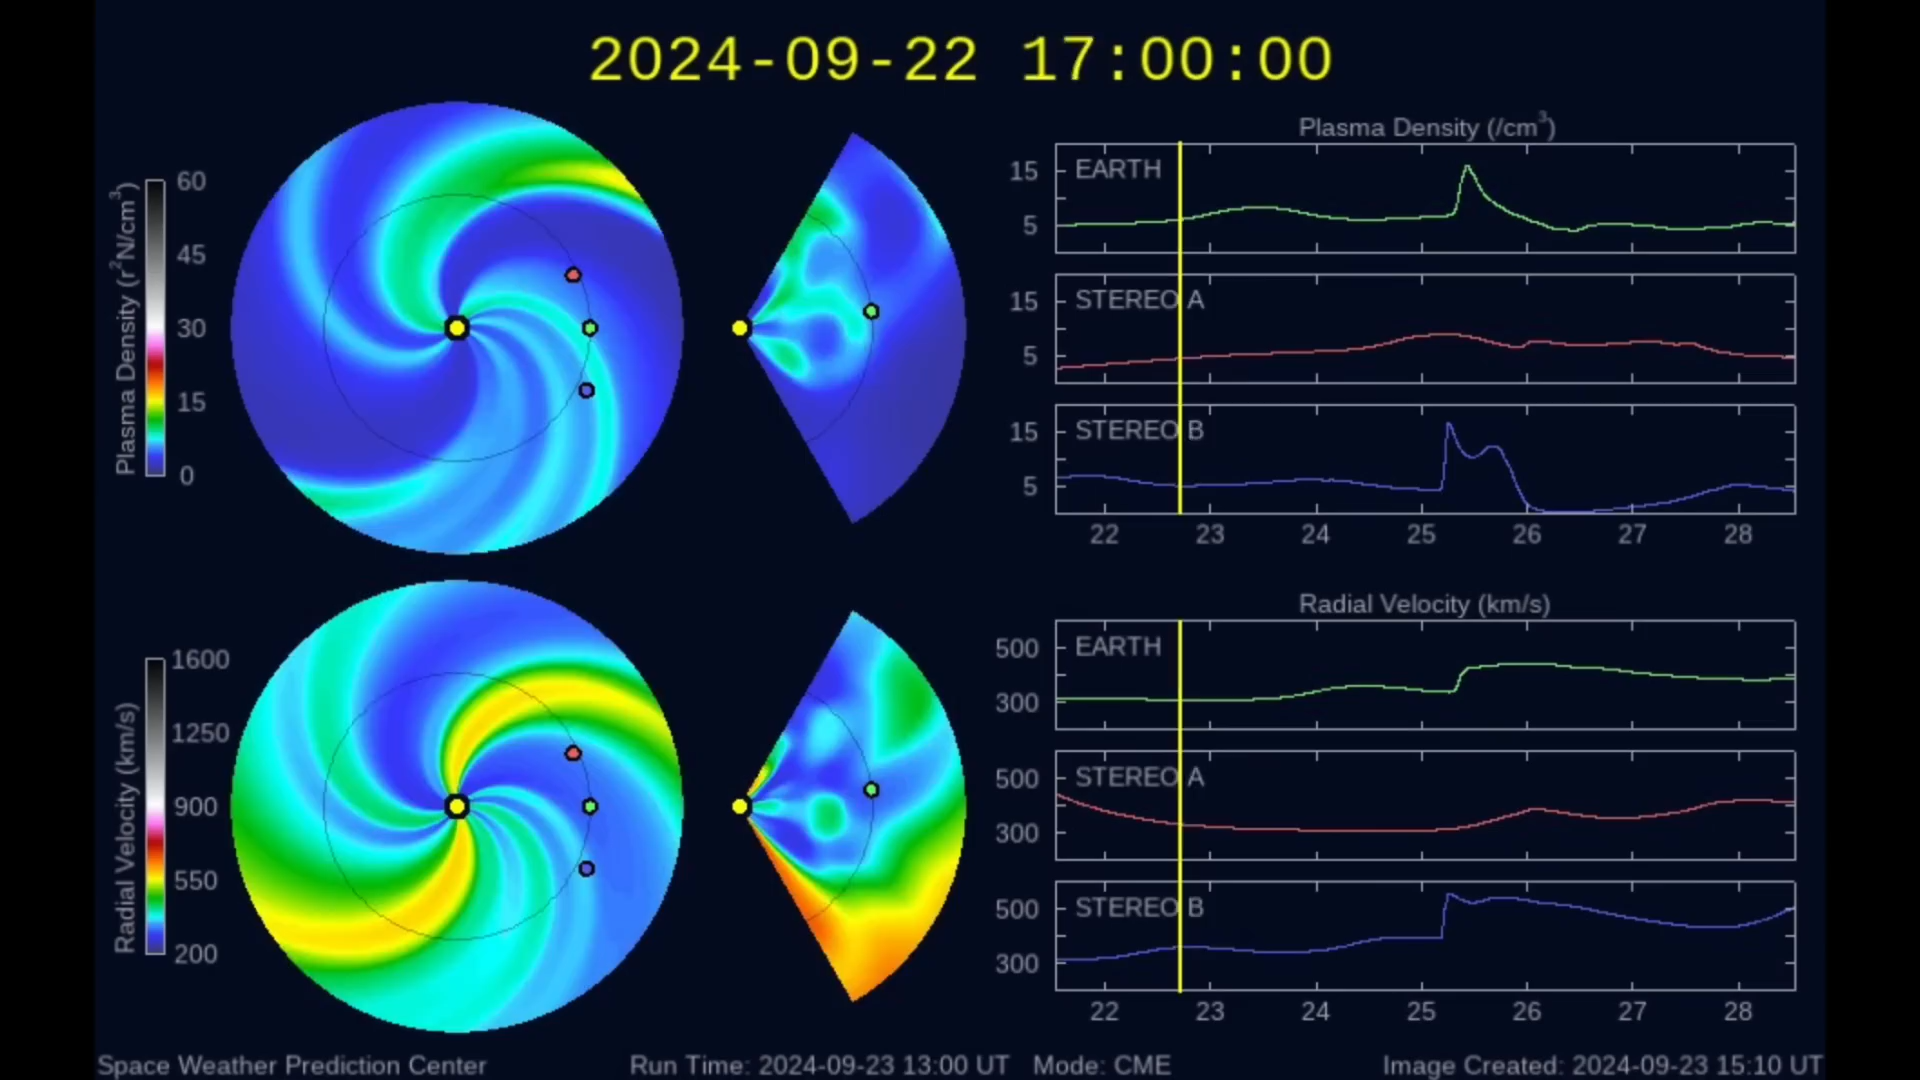 2024-09-22 17:00:00
Plasma Density (r²N/cm³)
60
45
30
15
0
Plasma Density (/cm³)
EARTH
15
5
STEREO A
15
5
STEREO B
15
5
22 23 24 25 26 27 28
Radial Velocity (km/s)
1600
1250
900
550
200
Radial Velocity (km/s)
EARTH
500
300
STEREO A
500
300
STEREO B
500
300
22 23 24 25 26 27 28
Space Weather Prediction Center
Run Time: 2024-09-23 13:00 UT Mode: CME
Image Created: 2024-09-23 15:10 UT